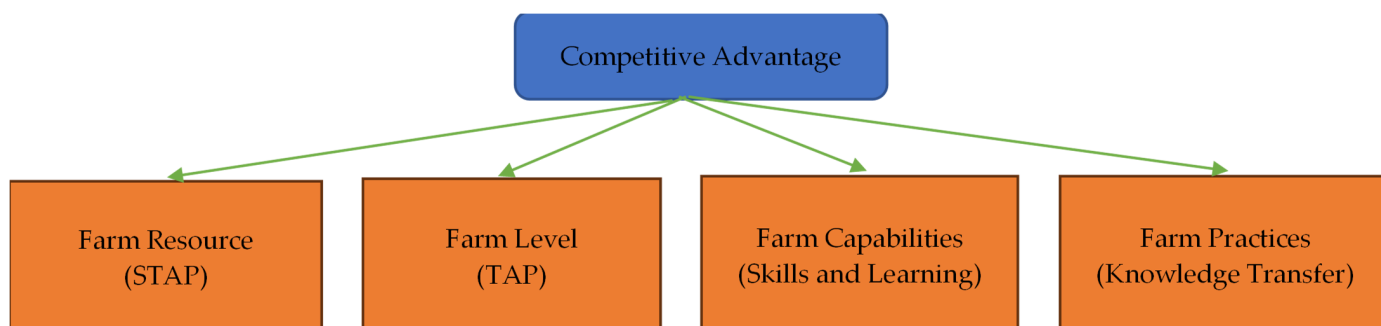 Competitive Advantage
Farm Resource
(STAP)
Farm Level
(TAP)
Farm Capabilities
(Skills and Learning)
Farm Practices
(Knowledge Transfer)